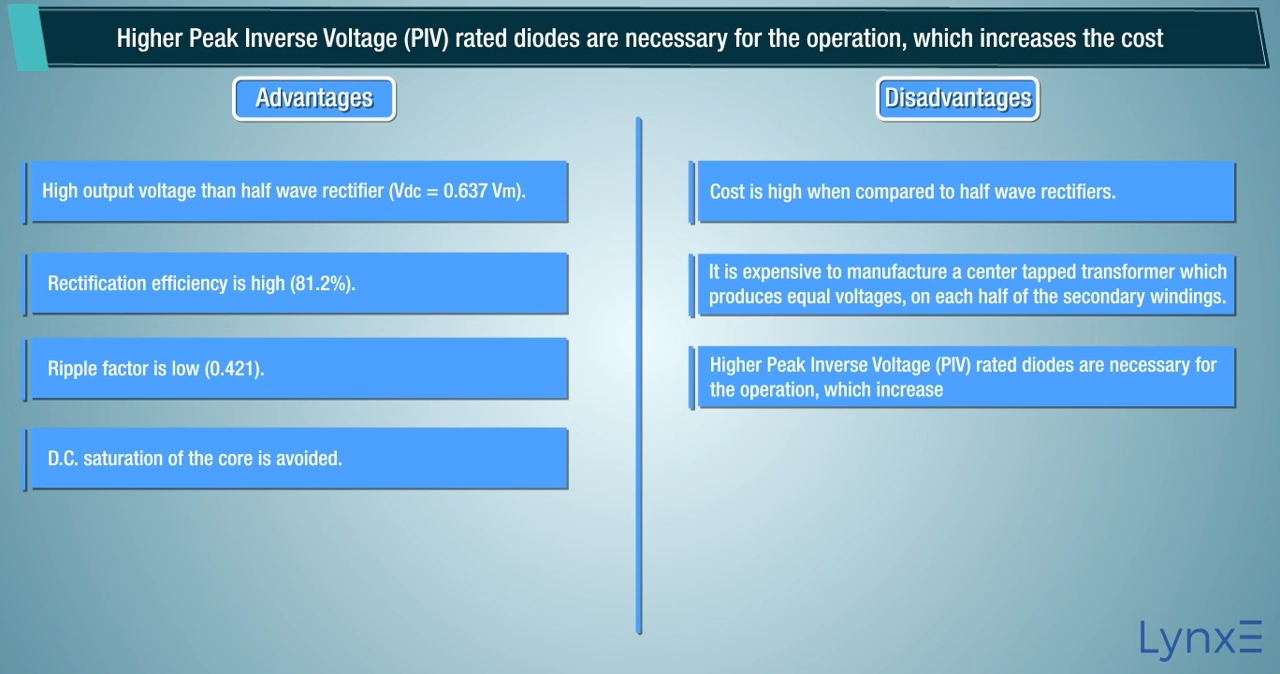 Higher Peak Inverse Voltage (PIV) rated diodes are necessary for the operation, which increases the cost
Advantages
High output voltage than half wave rectifier (Vdc = 0.637 Vm).
Rectification efficiency is high (81.2%).
Ripple factor is low (0.421).
D.C. saturation of the core is avoided.
Disadvantages
Cost is high when compared to half wave rectifiers.
It is expensive to manufacture a center tapped transformer which
produces equal voltages, on each half of the secondary windings.
Higher Peak Inverse Voltage (PIV) rated diodes are necessary for
the operation, which increase
LynxE